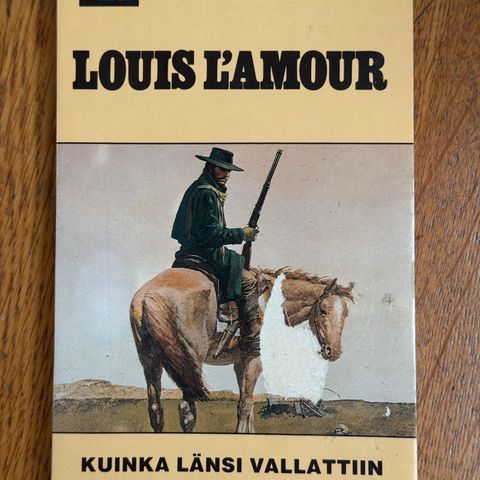 LOUIS L'AMOUR
KUINKA LÄNSI VALLATTIIN